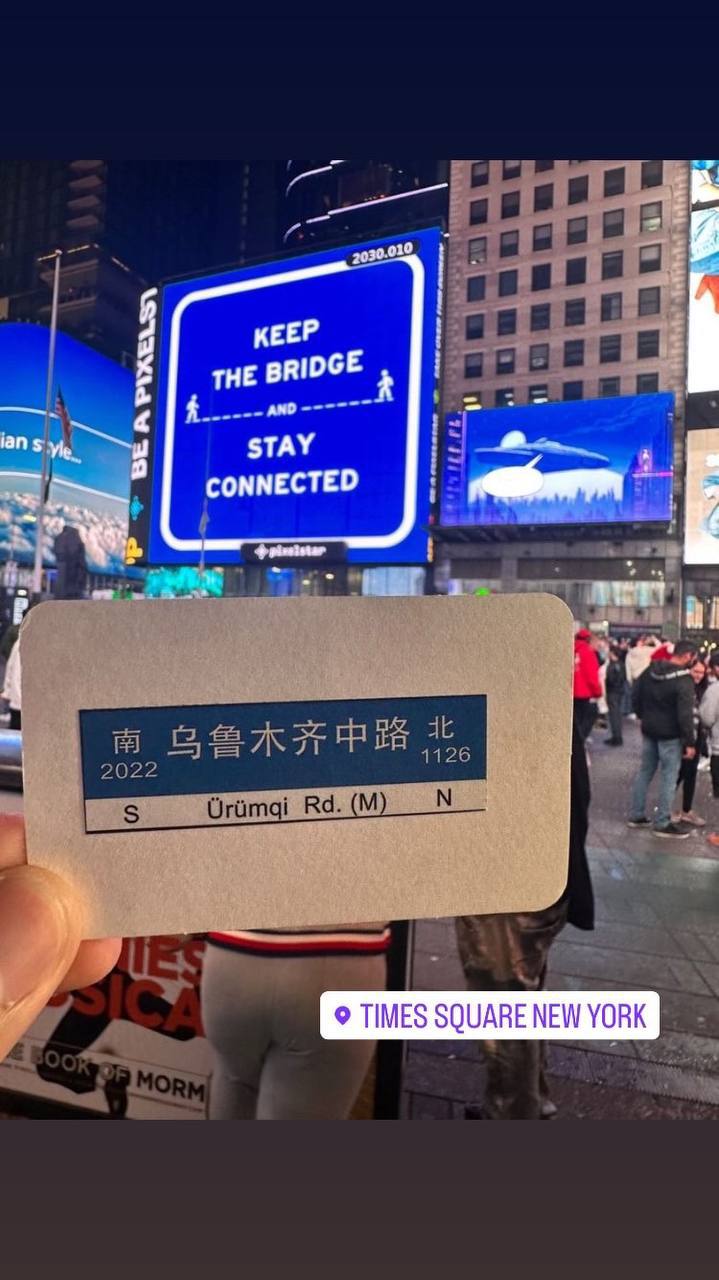 2030.010
BE A PIXELST
KEEP
THE BRIDGE
AND
STAY
CONNECTED
pixelstar
ian style...
南 乌鲁木齐中路 北
2022 1126
S Ürümqi Rd. (M) N
TIMES SQUARE NEW YORK
SSICA
BOOK OF MORM